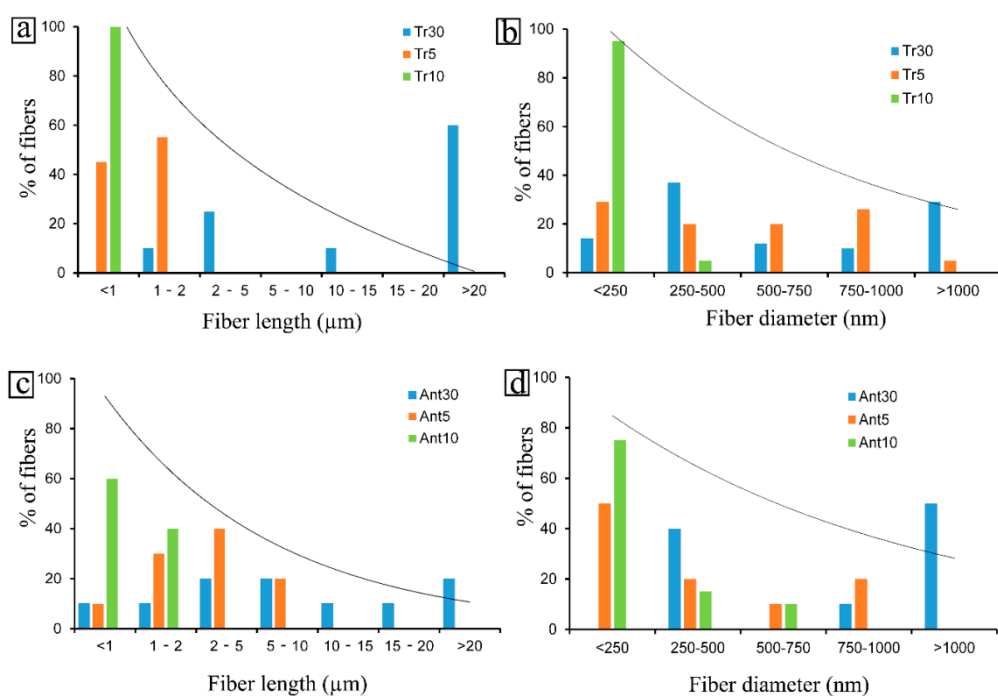 a
% of fibers
100
80
60
40
20
0
Tr30
Tr5
Tr10
<1
1 - 2
2 - 5
5 - 10
10 - 15
15 - 20
>20
Fiber length (µm)
b
% of fibers
100
80
60
40
20
0
Tr30
Tr5
Tr10
<250
250-500
500-750
750-1000
>1000
Fiber diameter (nm)
c
% of fibers
100
80
60
40
20
0
Ant30
Ant5
Ant10
<1
1 - 2
2 - 5
5 - 10
10 - 15
15 - 20
>20
Fiber length (µm)
d
% of fibers
100
80
60
40
20
0
Ant30
Ant5
Ant10
<250
250-500
500-750
750-1000
>1000
Fiber diameter (nm)